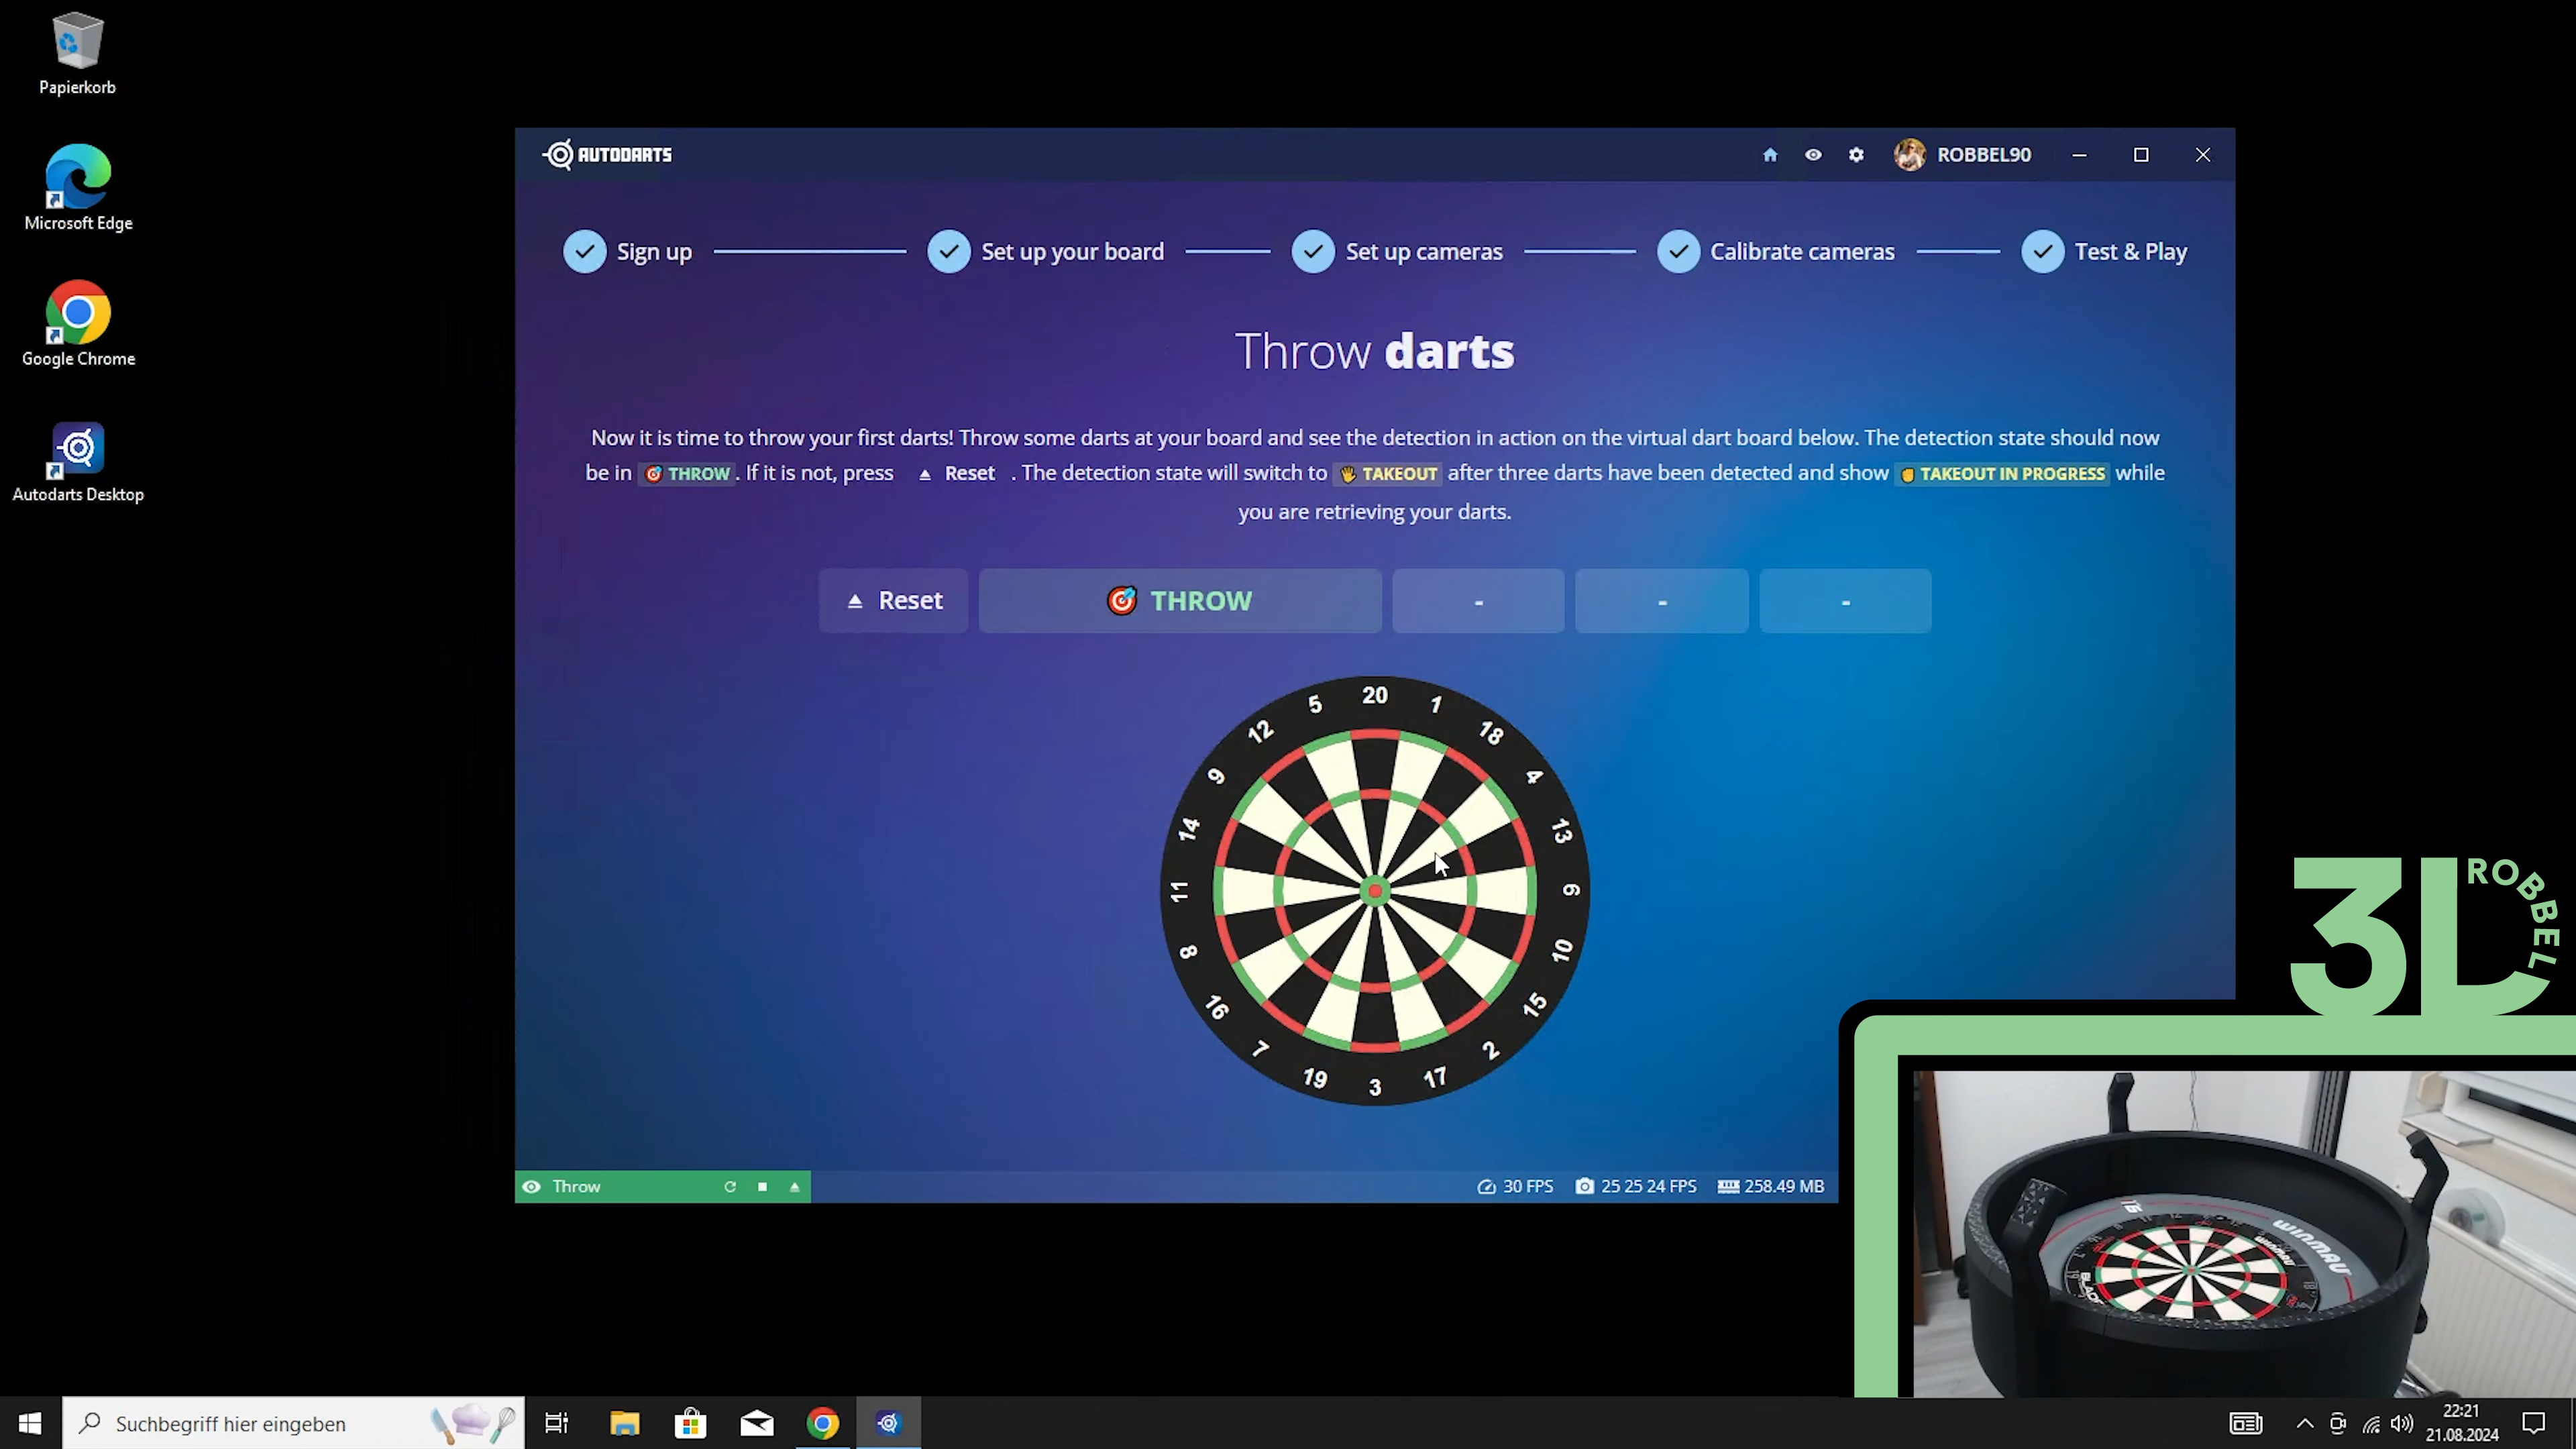 Papierkorb
Microsoft Edge
Google Chrome
Autodarts Desktop
AUTODARTS
ROBBEL90
Sign up
Set up your board
Set up cameras
Calibrate cameras
Test & Play
Throw darts
Now it is time to throw your first darts! Throw some darts at your board and see the detection in action on the virtual dart board below. The detection state should now
be in 🎯 THROW . If it is not, press ⏏ Reset . The detection state will switch to 🖐 TAKEOUT after three darts have been detected and show ✊ TAKEOUT IN PROGRESS while
you are retrieving your darts.
⏏ Reset
🎯 THROW
-
-
-
20
1
18
4
13
6
10
15
2
17
3
19
7
16
8
11
14
9
12
5
Throw
30 FPS
25 25 24 FPS
258.49 MB
3D ROBBEL
WINMAU
WINMAU
BLADE
Suchbegriff hier eingeben
22:21
21.08.2024